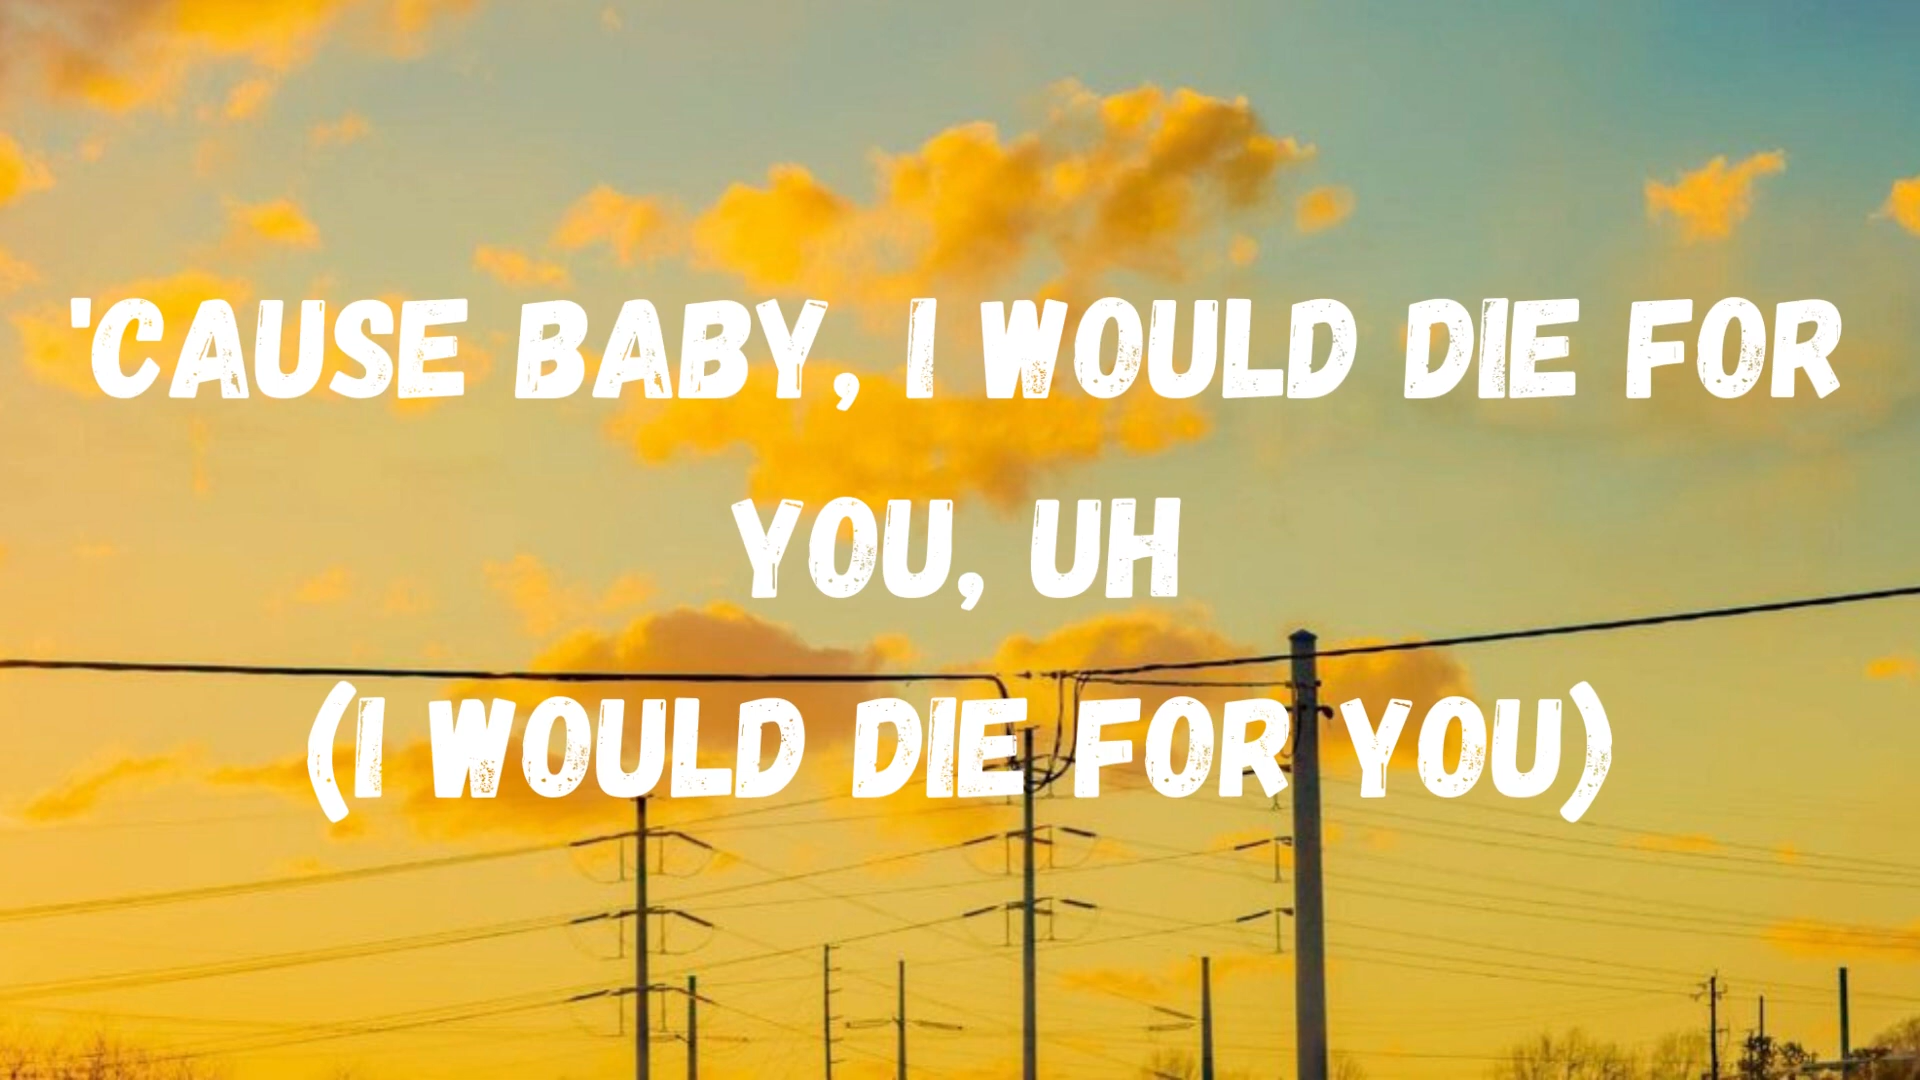 'CAUSE BABY, I WOULD DIE FOR
YOU, UH
(I WOULD DIE FOR YOU)